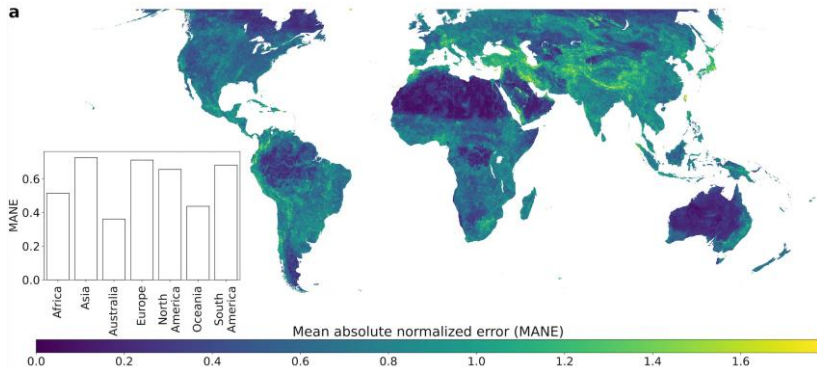 a
MANE
0.6
0.4
0.2
0.0
Africa
Asia
Australia
Europe
North
America
Oceania
South
America
Mean absolute normalized error (MANE)
0.0 0.2 0.4 0.6 0.8 1.0 1.2 1.4 1.6